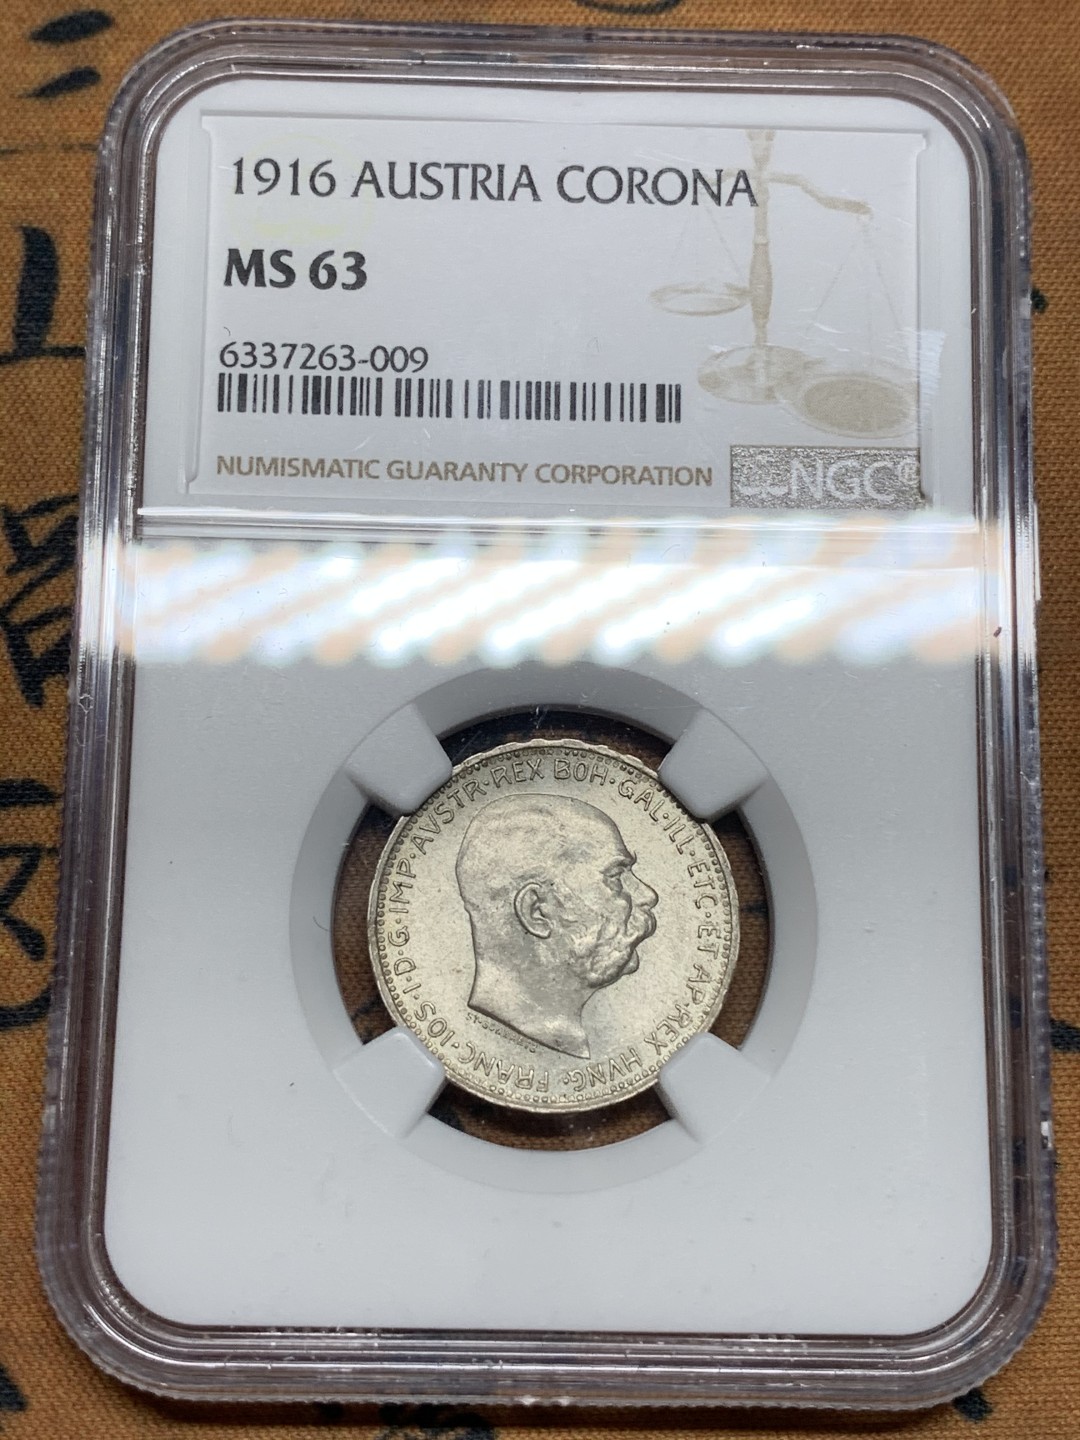 1916 AUSTRIA CORONA
MS 63
6337263-009
NUMISMATIC GUARANTY CORPORATION
NGC
FRANC·IOS·I·D·G·IMP·AVSTR·REX BOH·GAL·ILL·ETC·ET AP·REX HVNG.